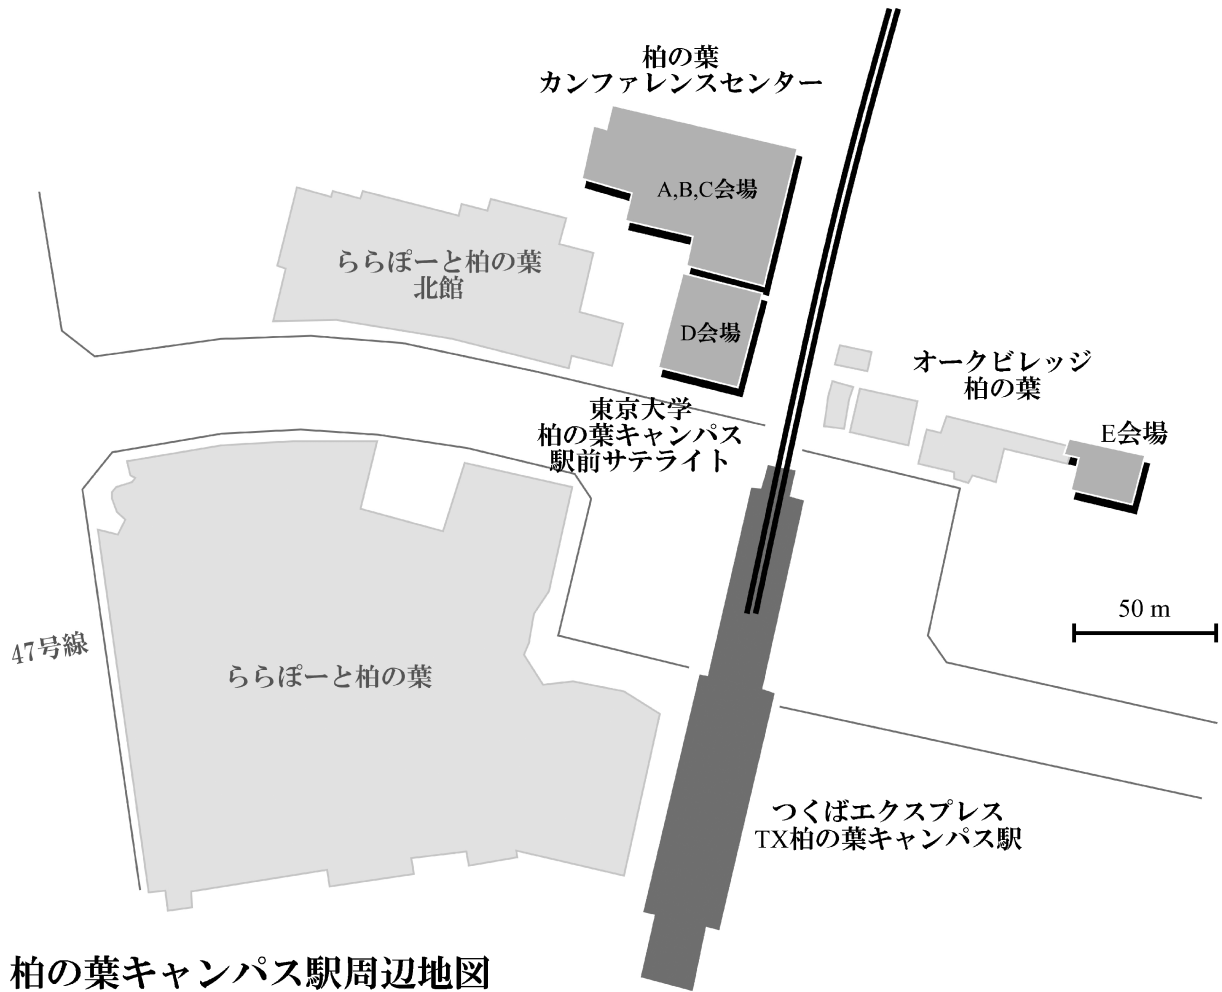 柏の葉
カンファレンスセンター
A,B,C会場
ららぽーと柏の葉
北館
D会場
オークビレッジ
柏の葉
東京大学
柏の葉キャンパス
駅前サテライト
E会場
50 m
47号線
ららぽーと柏の葉
つくばエクスプレス
TX柏の葉キャンパス駅
柏の葉キャンパス駅周辺地図